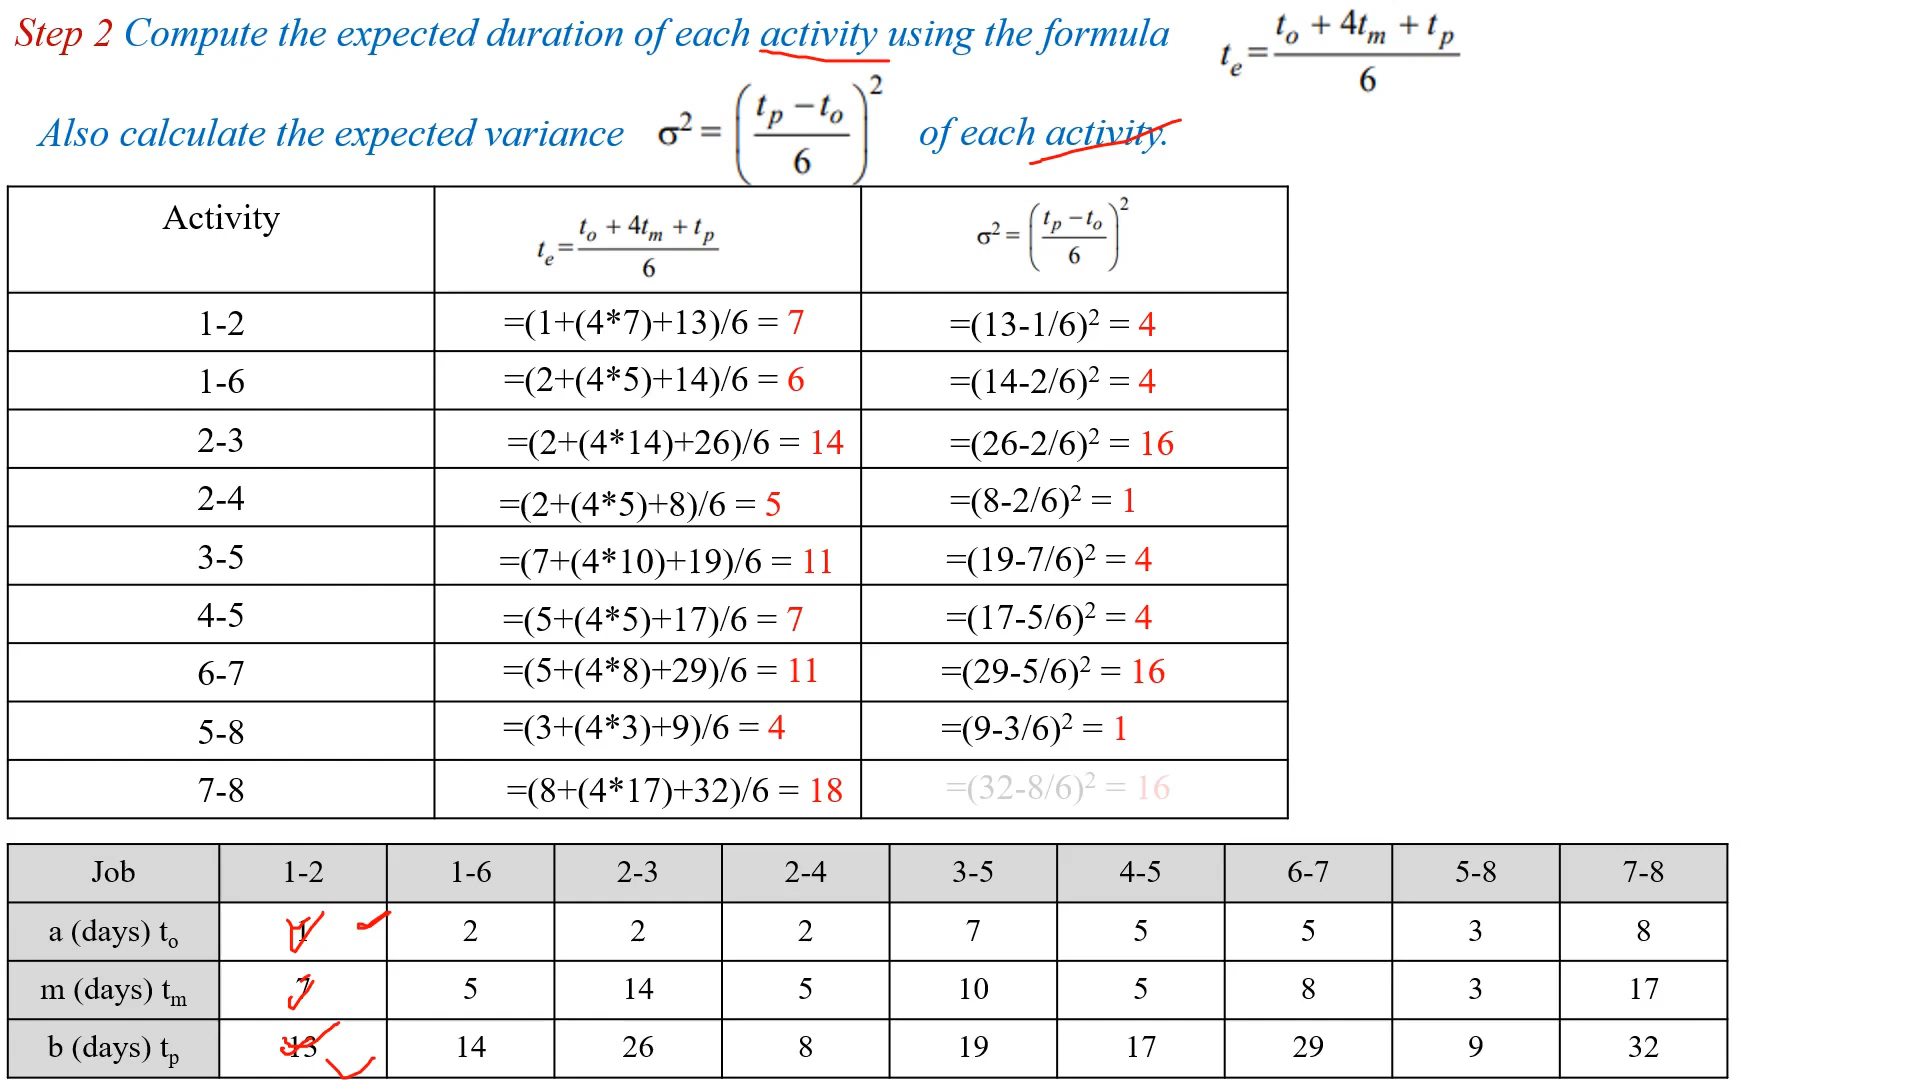 Step 2 Compute the expected duration of each activity using the formula t_e = (t_o + 4t_m + t_p) / 6
Also calculate the expected variance σ² = ((t_p − t_o) / 6)² of each activity.
Activity t_e = (t_o + 4t_m + t_p) / 6 σ² = ((t_p − t_o) / 6)²
1-2 =(1+(4*7)+13)/6 = 7 =(13-1/6)² = 4
1-6 =(2+(4*5)+14)/6 = 6 =(14-2/6)² = 4
2-3 =(2+(4*14)+26)/6 = 14 =(26-2/6)² = 16
2-4 =(2+(4*5)+8)/6 = 5 =(8-2/6)² = 1
3-5 =(7+(4*10)+19)/6 = 11 =(19-7/6)² = 4
4-5 =(5+(4*5)+17)/6 = 7 =(17-5/6)² = 4
6-7 =(5+(4*8)+29)/6 = 11 =(29-5/6)² = 16
5-8 =(3+(4*3)+9)/6 = 4 =(9-3/6)² = 1
7-8 =(8+(4*17)+32)/6 = 18 =(32-8/6)² = 16
Job 1-2 1-6 2-3 2-4 3-5 4-5 6-7 5-8 7-8
a (days) t_o 1 2 2 2 7 5 5 3 8
m (days) t_m 7 5 14 5 10 5 8 3 17
b (days) t_p 13 14 26 8 19 17 29 9 32